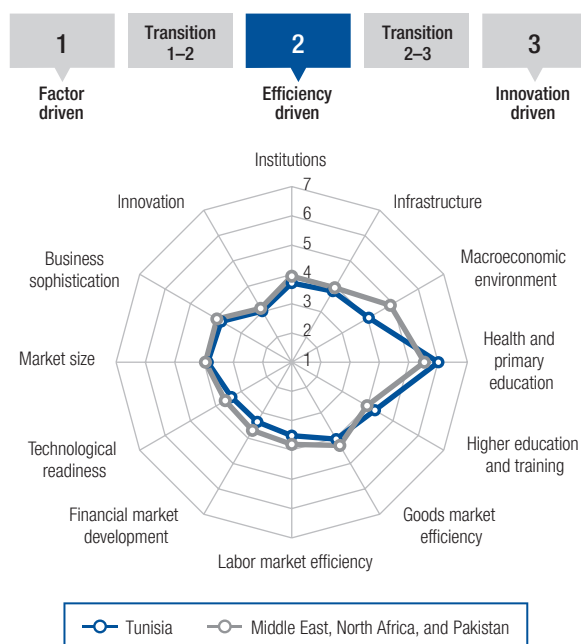 1
Transition
1–2
2
Transition
2–3
3
Factor
driven
Efficiency
driven
Innovation
driven
Institutions
Infrastructure
Macroeconomic
environment
Health and
primary
education
Higher education
and training
Goods market
efficiency
Labor market efficiency
Financial market
development
Technological
readiness
Market size
Business
sophistication
Innovation
7
6
5
4
3
2
1
Tunisia
Middle East, North Africa, and Pakistan